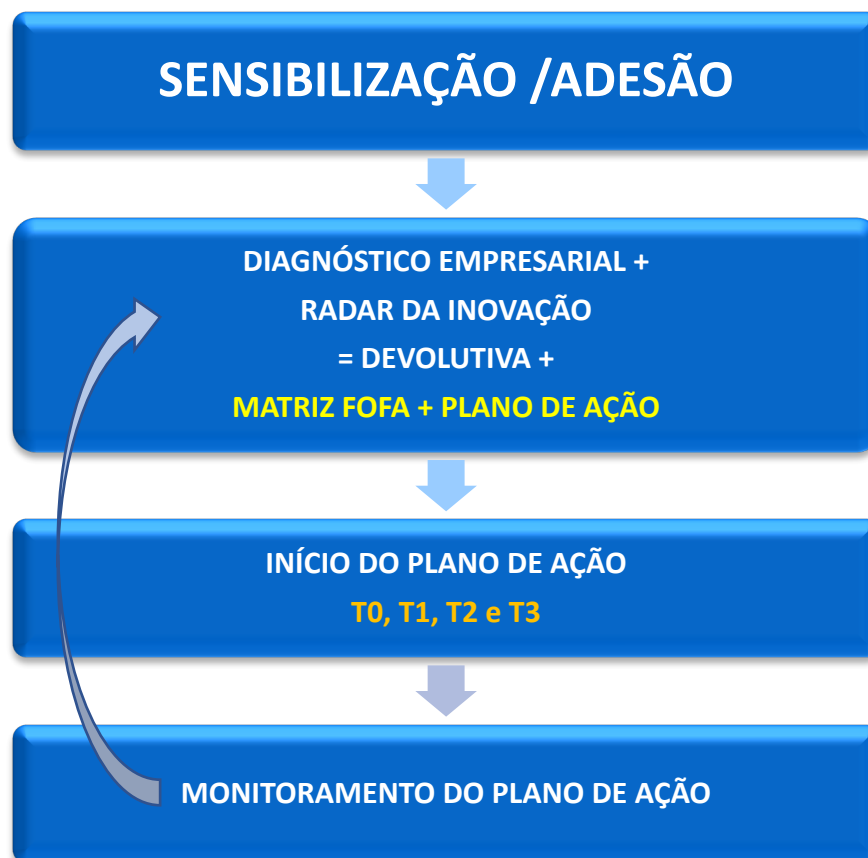 SENSIBILIZAÇÃO /ADESÃO
DIAGNÓSTICO EMPRESARIAL +
RADAR DA INOVAÇÃO
= DEVOLUTIVA +
MATRIZ FOFA + PLANO DE AÇÃO
INÍCIO DO PLANO DE AÇÃO
T0, T1, T2 e T3
MONITORAMENTO DO PLANO DE AÇÃO